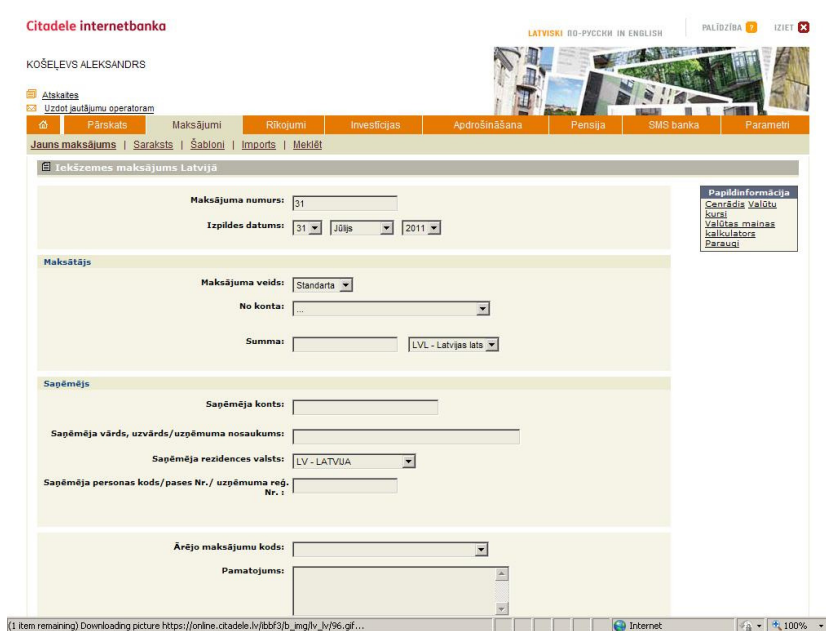 Citadele internetbanka
LATVISKI ПО-РУССКИ IN ENGLISH PALĪDZĪBA ? IZIET
KOŠEĻEVS ALEKSANDRS
Atskaites
Uzdot jautājumu operatoram
Pārskats Maksājumi Rīkojumi Investīcijas Apdrošināšana Pensija SMS banka Parametri
Jauns maksājums | Saraksts | Šabloni | Imports | Meklēt
Iekšzemes maksājums Latvijā
Maksājuma numurs: 31
Izpildes datums: 31 Jūlijs 2011
Papildinformācija
Cenrādis Valūtu
kursi
Valūtas maiņas
kalkulators
Paraugi
Maksātājs
Maksājuma veids: Standarta
No konta: ...
Summa: LVL - Latvijas lats
Saņēmējs
Saņēmēja konts:
Saņēmēja vārds, uzvārds/uzņēmuma nosaukums:
Saņēmēja rezidences valsts: LV - LATVIJA
Saņēmēja personas kods/pases Nr./ uzņēmuma reģ.
Nr. :
Ārējo maksājumu kods:
Pamatojums:
(1 item remaining) Downloading picture https://online.citadele.lv/ibbf3/b_img/lv_lv/96.gif... Internet 100%